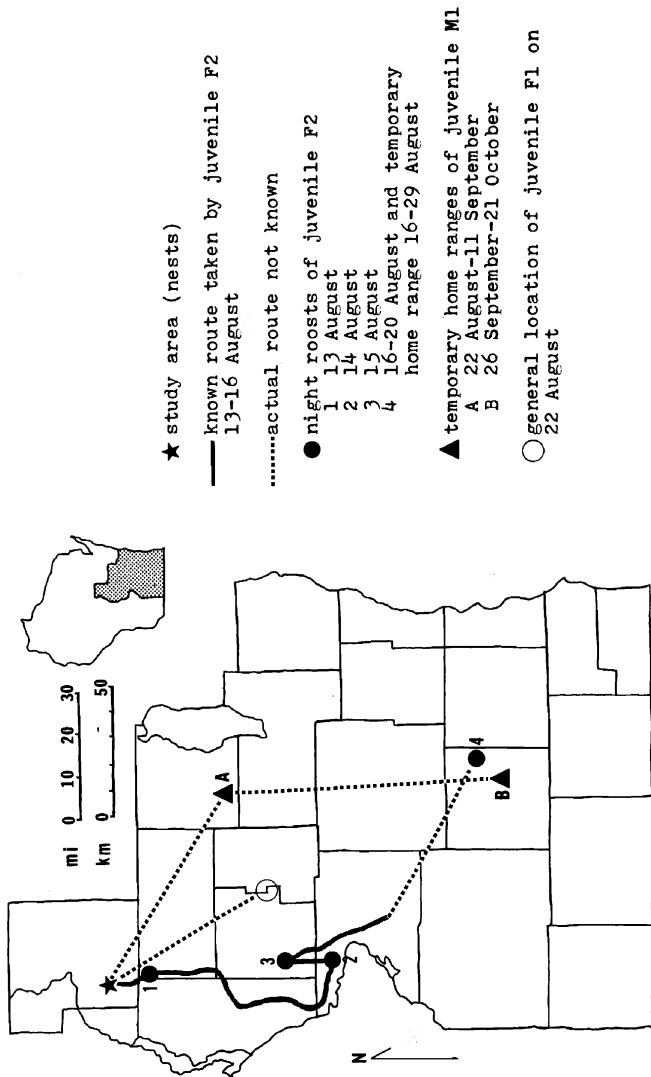 mi 0 10 20 30
km 0 - 50
N
1
2
3
4
A
B
★ study area (nests)
known route taken by juvenile F2
13-16 August
actual route not known
● night roosts of juvenile F2
1 13 August
2 14 August
3 15 August
4 16-20 August and temporary
home range 16-29 August
▲ temporary home ranges of juvenile M1
A 22 August-11 September
B 26 September-21 October
○ general location of juvenile F1 on
22 August